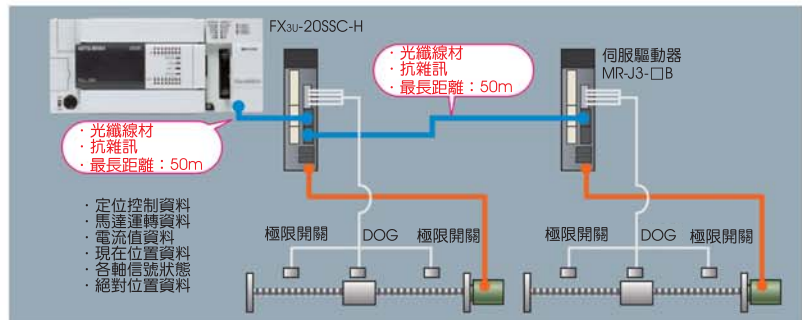 FX3U-20SSC-H
・光纖線材
・抗雜訊
・最長距離：50m
伺服驅動器
MR-J3-□B
・光纖線材
・抗雜訊
・最長距離：50m
・定位控制資料
・馬達運轉資料
・電流值資料
・現在位置資料
・各軸信號狀態
・絕對位置資料
極限開關 DOG 極限開關
極限開關 DOG 極限開關